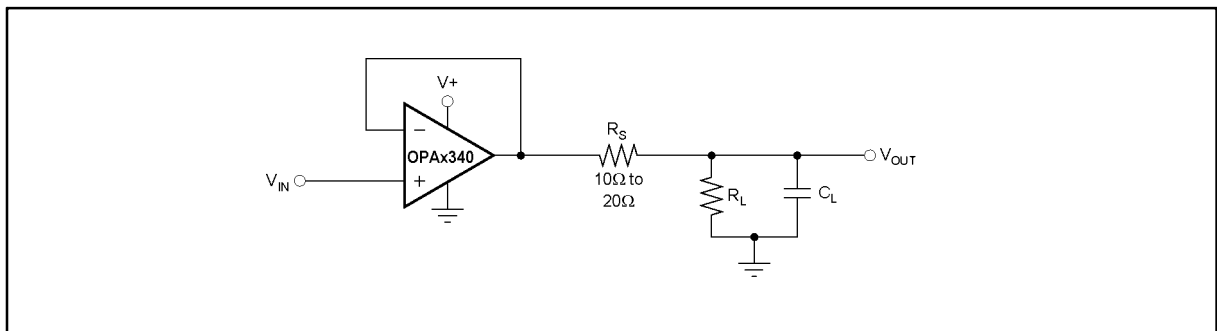 V+
−
OPAx340
+
V_IN
R_S
10Ω to
20Ω
R_L
C_L
V_OUT